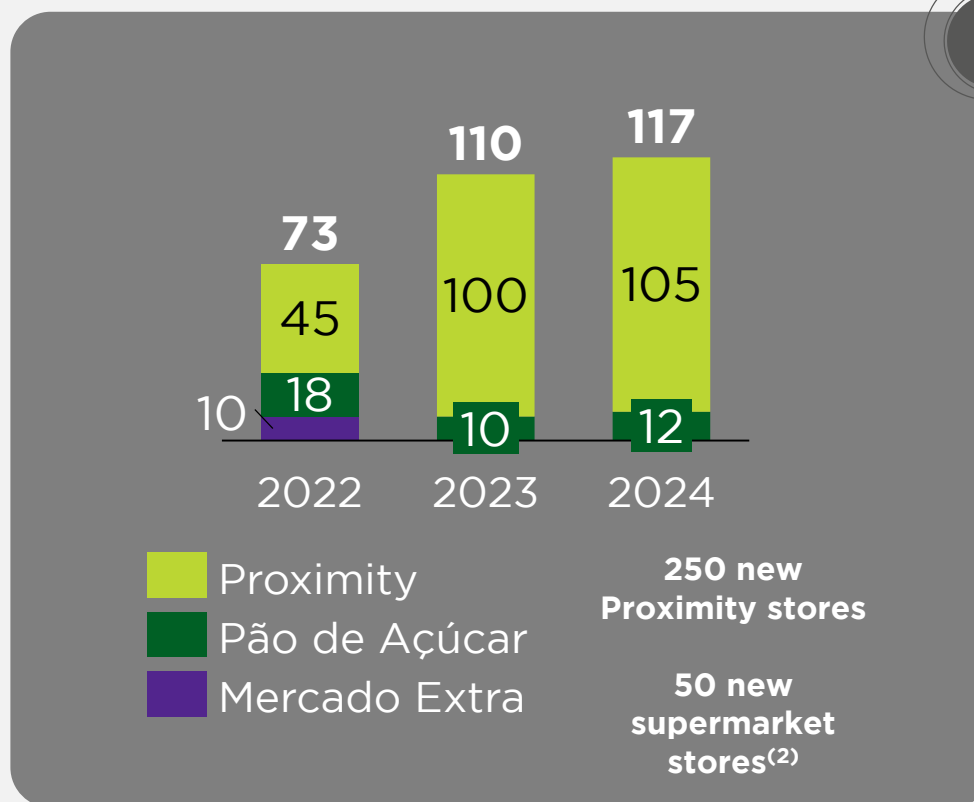 117
110
73
45
100
105
18
10
10
12
2022
2023
2024
Proximity
Pão de Açúcar
Mercado Extra
250 new
Proximity stores
50 new
supermarket
stores(2)